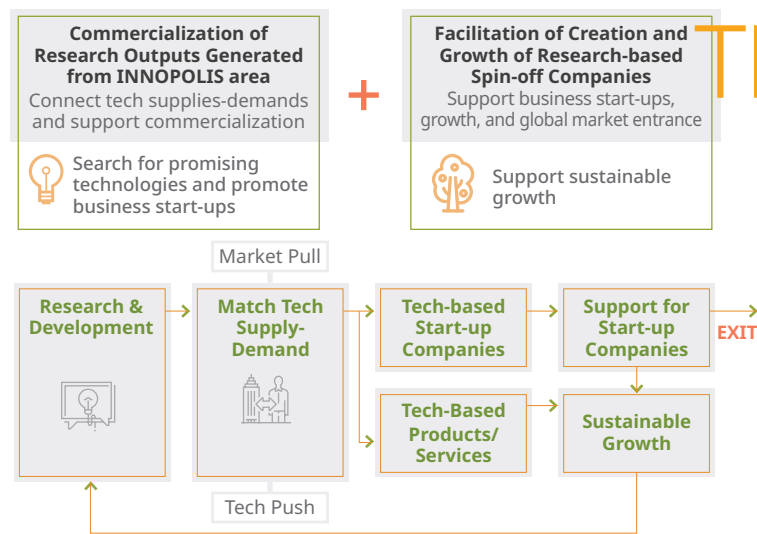 Commercialization of
Research Outputs Generated
from INNOPOLIS area
Connect tech supplies-demands
and support commercialization
Search for promising
technologies and promote
business start-ups
+
Facilitation of Creation and
Growth of Research-based
Spin-off Companies
Support business start-ups,
growth, and global market entrance
Support sustainable
growth
Market Pull
Research &
Development
Match Tech
Supply-
Demand
Tech Push
Tech-based
Start-up
Companies
Support for
Start-up
Companies
EXIT
Tech-Based
Products/
Services
Sustainable
Growth